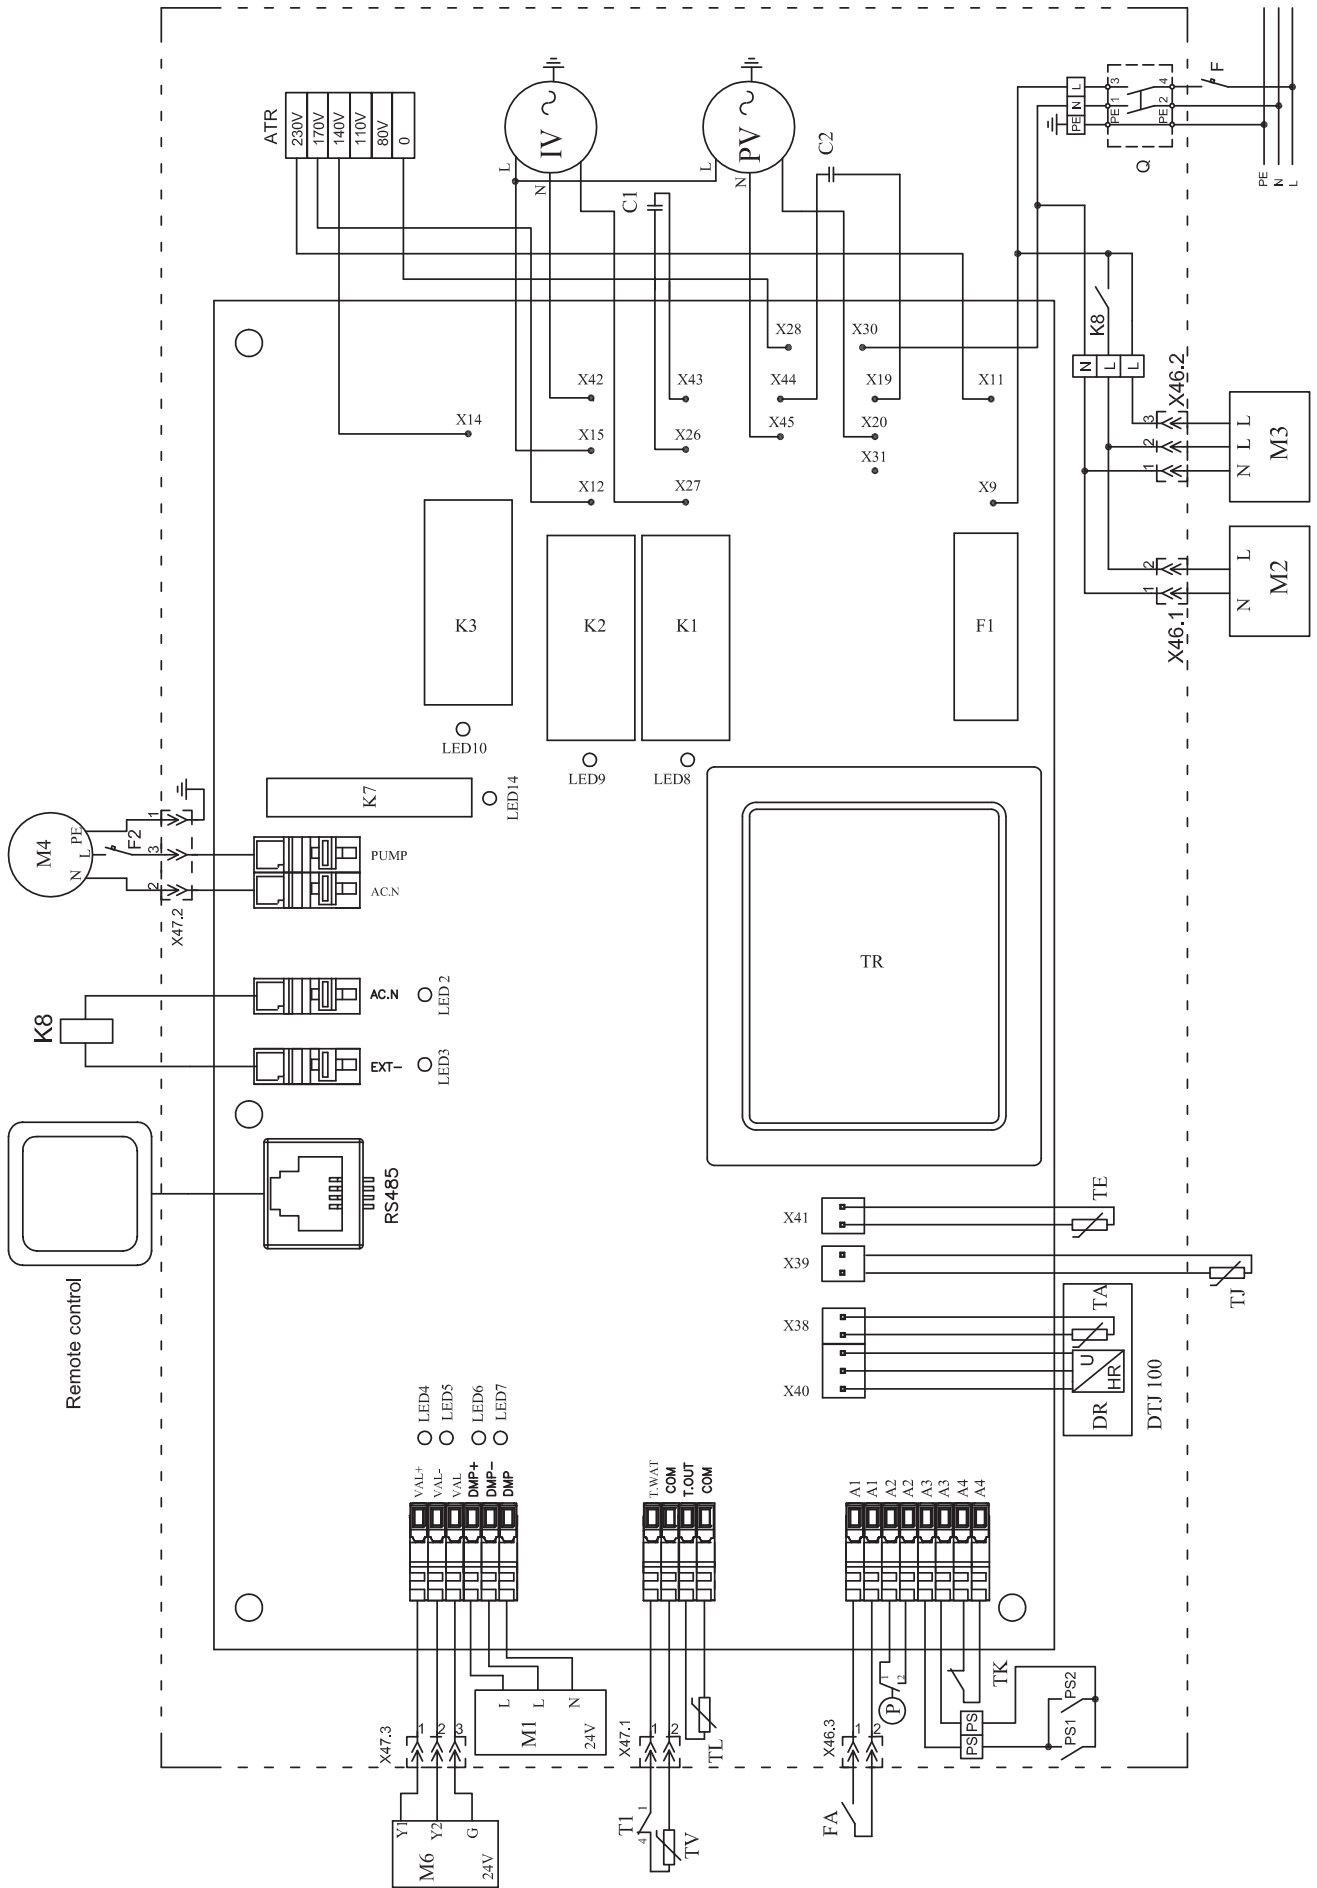 ATR
230V
170V
140V
110V
80V
0
IV
L
N
PV
L
N
C1
C2
L
N
PE
3
1
PE
4
2
PE
F
Q
PE
N
L
K8
N
L
L
X46.2
3
2
1
L
L
N
M3
X46.1
2
1
L
N
M2
X28
X30
X42
X43
X44
X19
X11
X14
X15
X26
X45
X20
X31
X12
X27
X9
K3
K2
K1
F1
LED10
LED9
LED8
K7
LED14
M4
PE
L
N
F2
1
3
2
X47.2
PUMP
AC.N
K8
AC.N
LED 2
EXT-
LED3
TR
RS485
Remote control
X41
TE
X39
TJ
X38
TA
X40
U
HR
DR
DTJ 100
LED4
LED5
LED6
LED7
VAL+
VAL-
VAL
DMP+
DMP-
DMP
T.WAT
COM
T.OUT
COM
A1
A1
A2
A2
A3
A3
A4
A4
X47.3
1
2
3
Y1
Y2
G
M6
24V
L
L
N
M1
24V
X47.1
1
2
T1
1
4
TV
TL
X46.3
1
2
FA
P
1
2
TK
PS
PS
PS1
PS2